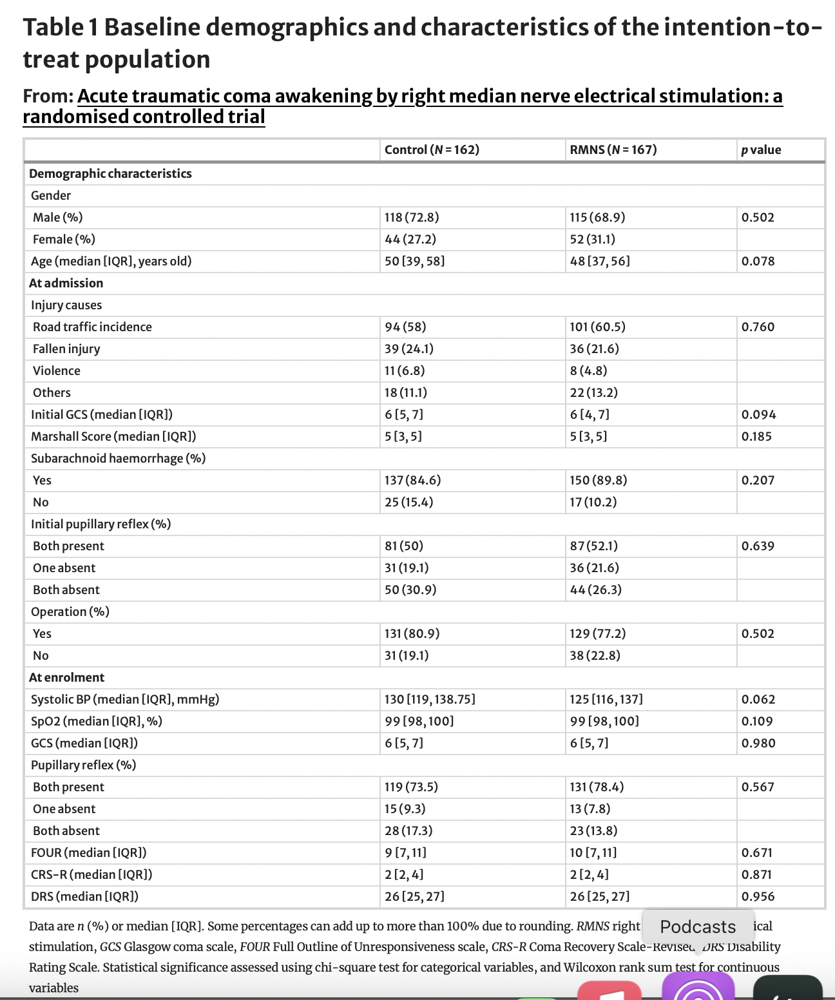 Table 1 Baseline demographics and characteristics of the intention-to-
treat population
From: Acute traumatic coma awakening by right median nerve electrical stimulation: a
randomised controlled trial
Control (N = 162) RMNS (N = 167) p value
Demographic characteristics
Gender
Male (%) 118 (72.8) 115 (68.9) 0.502
Female (%) 44 (27.2) 52 (31.1)
Age (median [IQR], years old) 50 [39, 58] 48 [37, 56] 0.078
At admission
Injury causes
Road traffic incidence 94 (58) 101 (60.5) 0.760
Fallen injury 39 (24.1) 36 (21.6)
Violence 11 (6.8) 8 (4.8)
Others 18 (11.1) 22 (13.2)
Initial GCS (median [IQR]) 6 [5, 7] 6 [4, 7] 0.094
Marshall Score (median [IQR]) 5 [3, 5] 5 [3, 5] 0.185
Subarachnoid haemorrhage (%)
Yes 137 (84.6) 150 (89.8) 0.207
No 25 (15.4) 17 (10.2)
Initial pupillary reflex (%)
Both present 81 (50) 87 (52.1) 0.639
One absent 31 (19.1) 36 (21.6)
Both absent 50 (30.9) 44 (26.3)
Operation (%)
Yes 131 (80.9) 129 (77.2) 0.502
No 31 (19.1) 38 (22.8)
At enrolment
Systolic BP (median [IQR], mmHg) 130 [119, 138.75] 125 [116, 137] 0.062
SpO2 (median [IQR], %) 99 [98, 100] 99 [98, 100] 0.109
GCS (median [IQR]) 6 [5, 7] 6 [5, 7] 0.980
Pupillary reflex (%)
Both present 119 (73.5) 131 (78.4) 0.567
One absent 15 (9.3) 13 (7.8)
Both absent 28 (17.3) 23 (13.8)
FOUR (median [IQR]) 9 [7, 11] 10 [7, 11] 0.671
CRS-R (median [IQR]) 2 [2, 4] 2 [2, 4] 0.871
DRS (median [IQR]) 26 [25, 27] 26 [25, 27] 0.956
Data are n (%) or median [IQR]. Some percentages can add up to more than 100% due to rounding. RMNS right Podcasts ical
stimulation, GCS Glasgow coma scale, FOUR Full Outline of Unresponsiveness scale, CRS-R Coma Recovery Scale-Revised, DRS Disability
Rating Scale. Statistical significance assessed using chi-square test for categorical variables, and Wilcoxon rank sum test for continuous
variables